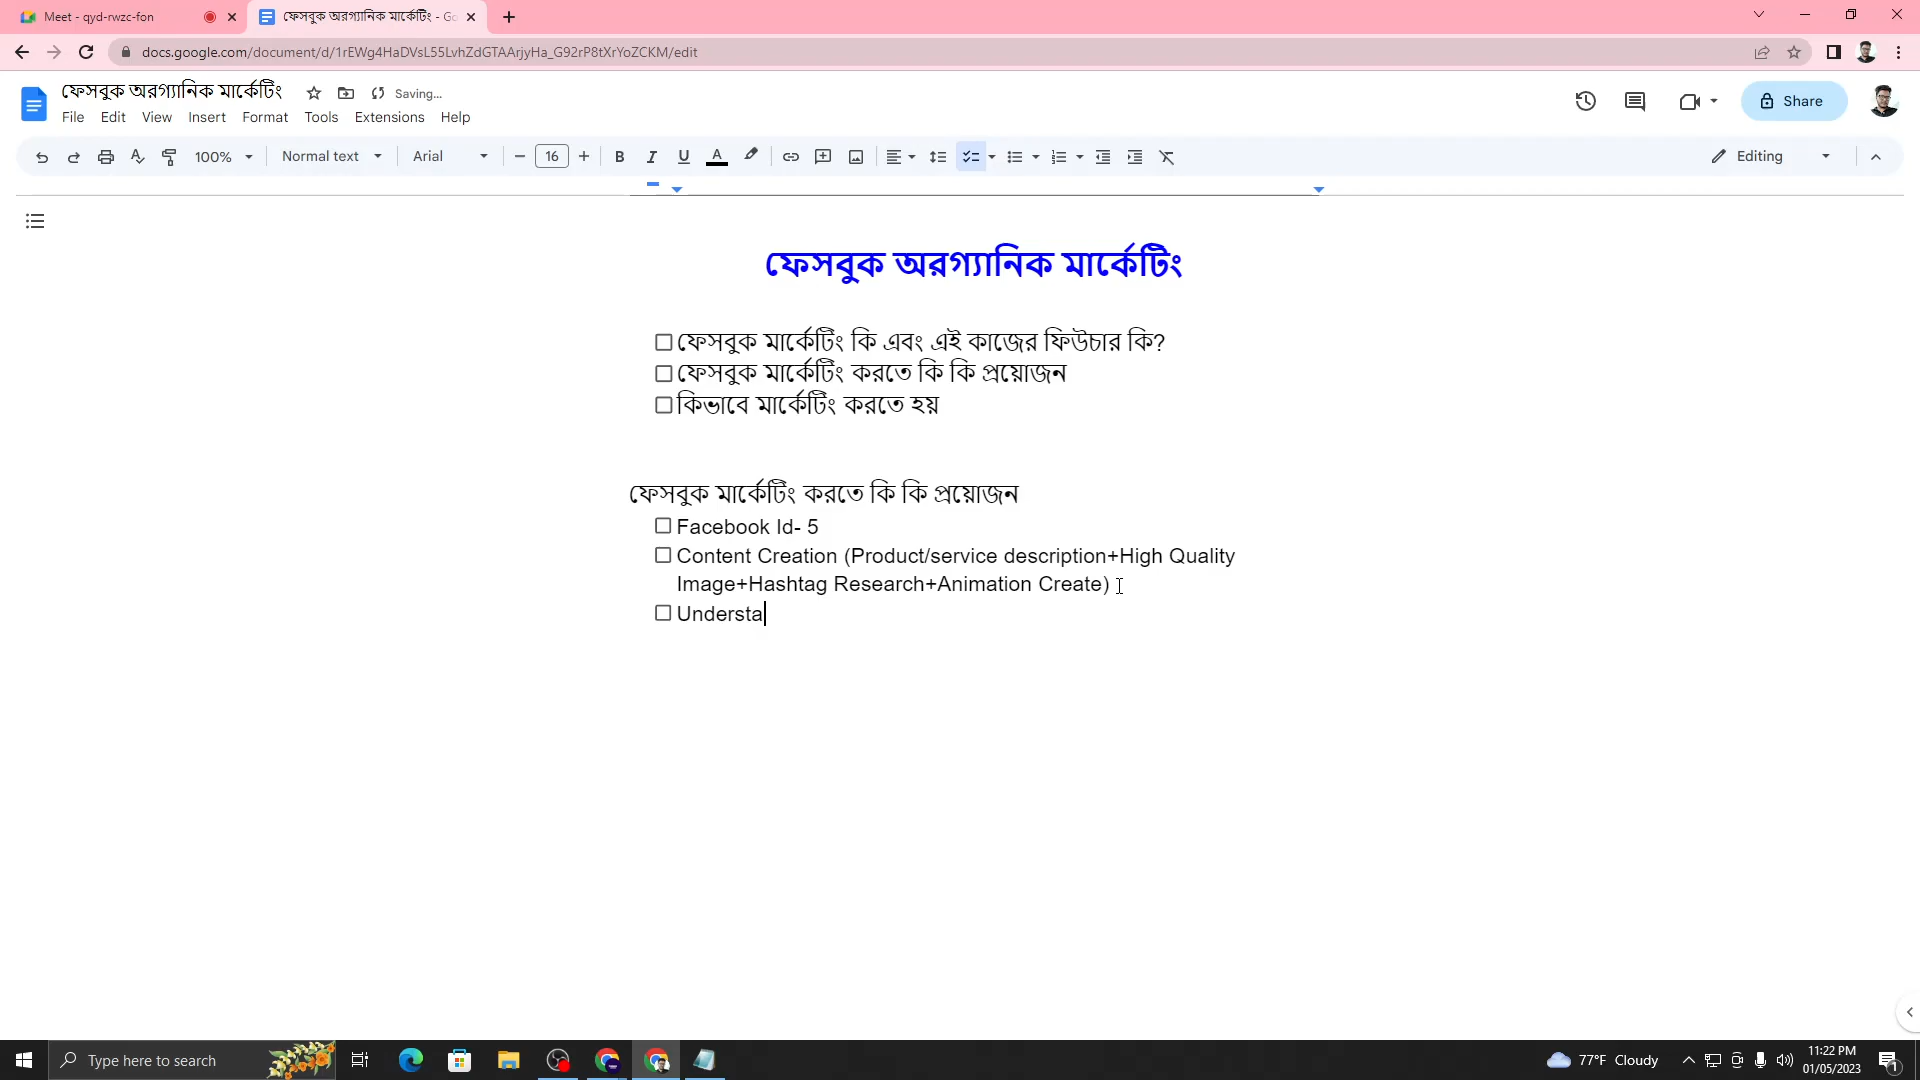 Meet - qyd-rwzc-fon
ফেসবুক অরগ্যানিক মার্কেটিং - Go
docs.google.com/document/d/1rEWg4HaDVsL55LvhZdGTAArjyHa_G92rP8tXrYoZCKM/edit
ফেসবুক অরগ্যানিক মার্কেটিং
Saving...
File Edit View Insert Format Tools Extensions Help
Share
100% Normal text Arial 16 B I U A Editing
ফেসবুক অরগ্যানিক মার্কেটিং
ফেসবুক মার্কেটিং কি এবং এই কাজের ফিউচার কি?
ফেসবুক মার্কেটিং করতে কি কি প্রয়োজন
কিভাবে মার্কেটিং করতে হয়
ফেসবুক মার্কেটিং করতে কি কি প্রয়োজন
Facebook Id- 5
Content Creation (Product/service description+High Quality
Image+Hashtag Research+Animation Create)
Understa
Type here to search
77°F Cloudy
11:22 PM
01/05/2023
1